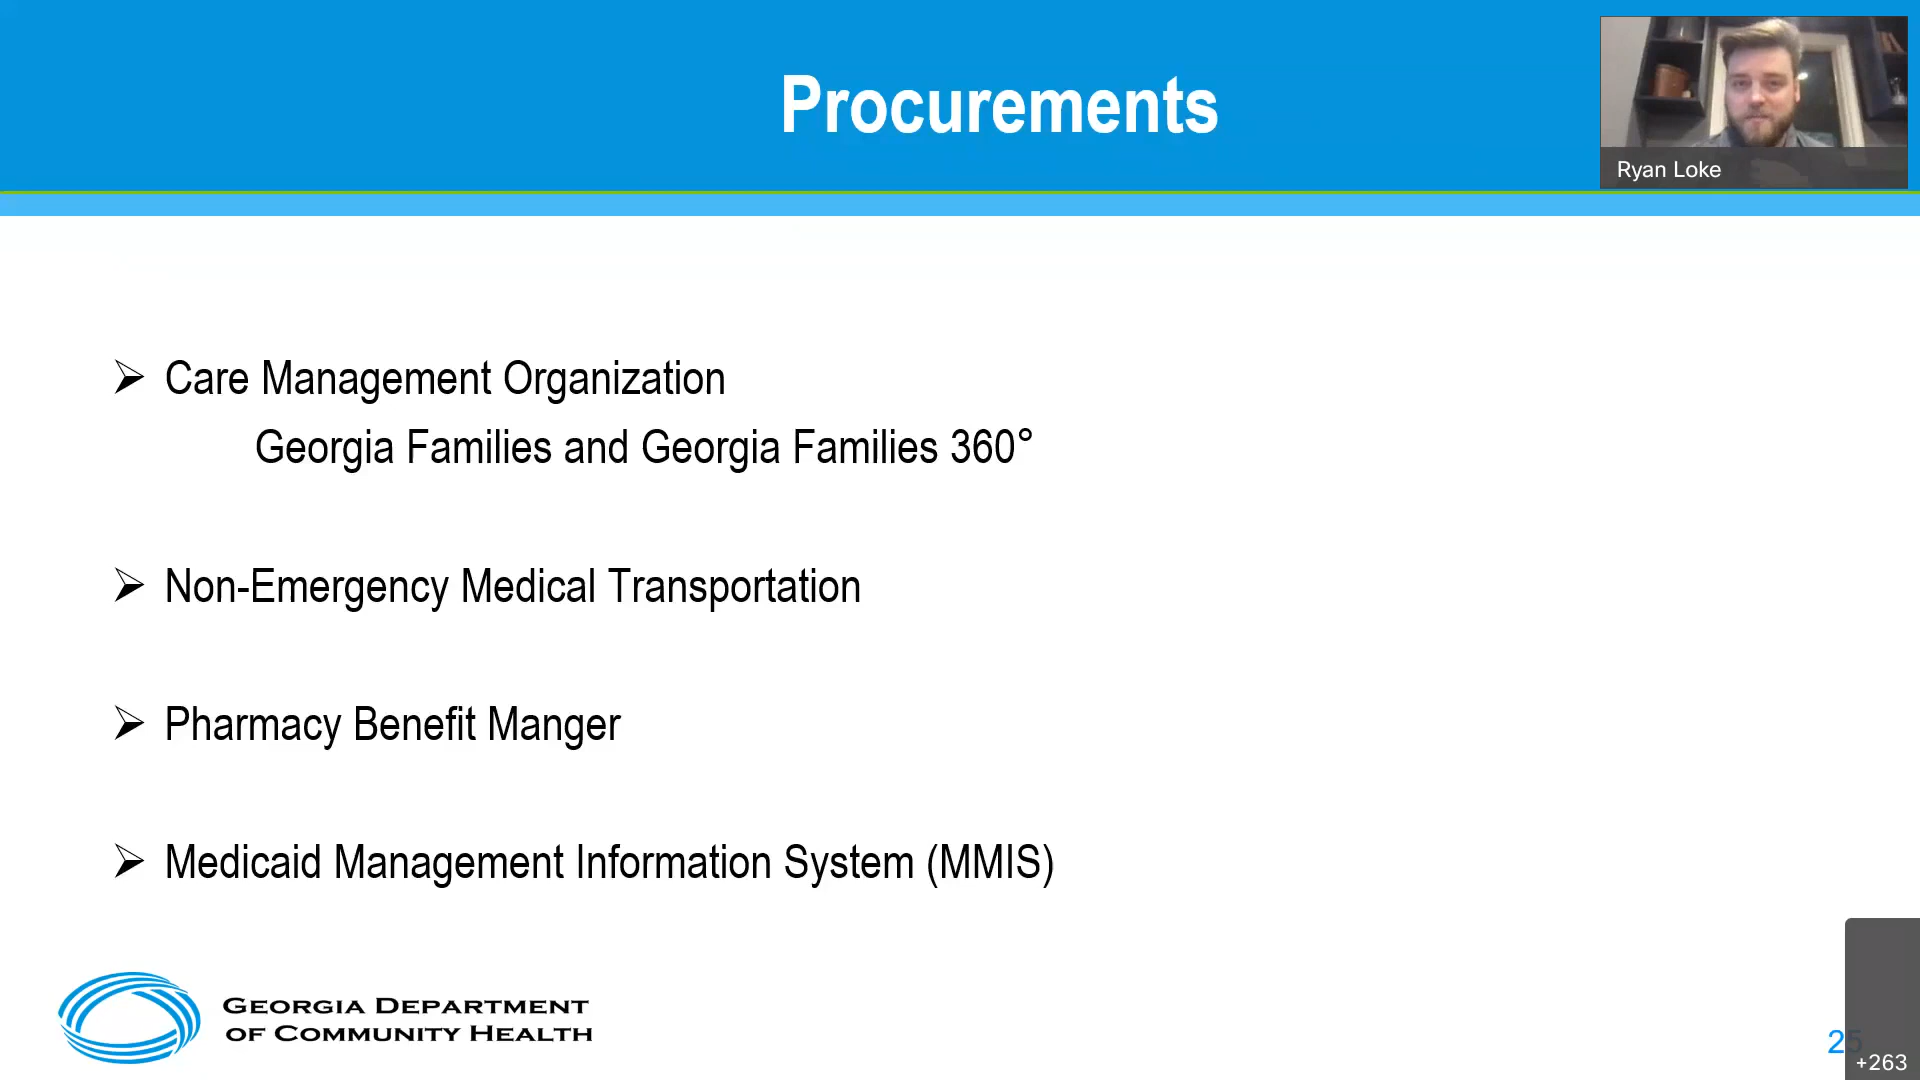 Procurements
Ryan Loke
➢ Care Management Organization
Georgia Families and Georgia Families 360°
➢ Non-Emergency Medical Transportation
➢ Pharmacy Benefit Manger
➢ Medicaid Management Information System (MMIS)
GEORGIA DEPARTMENT
OF COMMUNITY HEALTH
25
+263